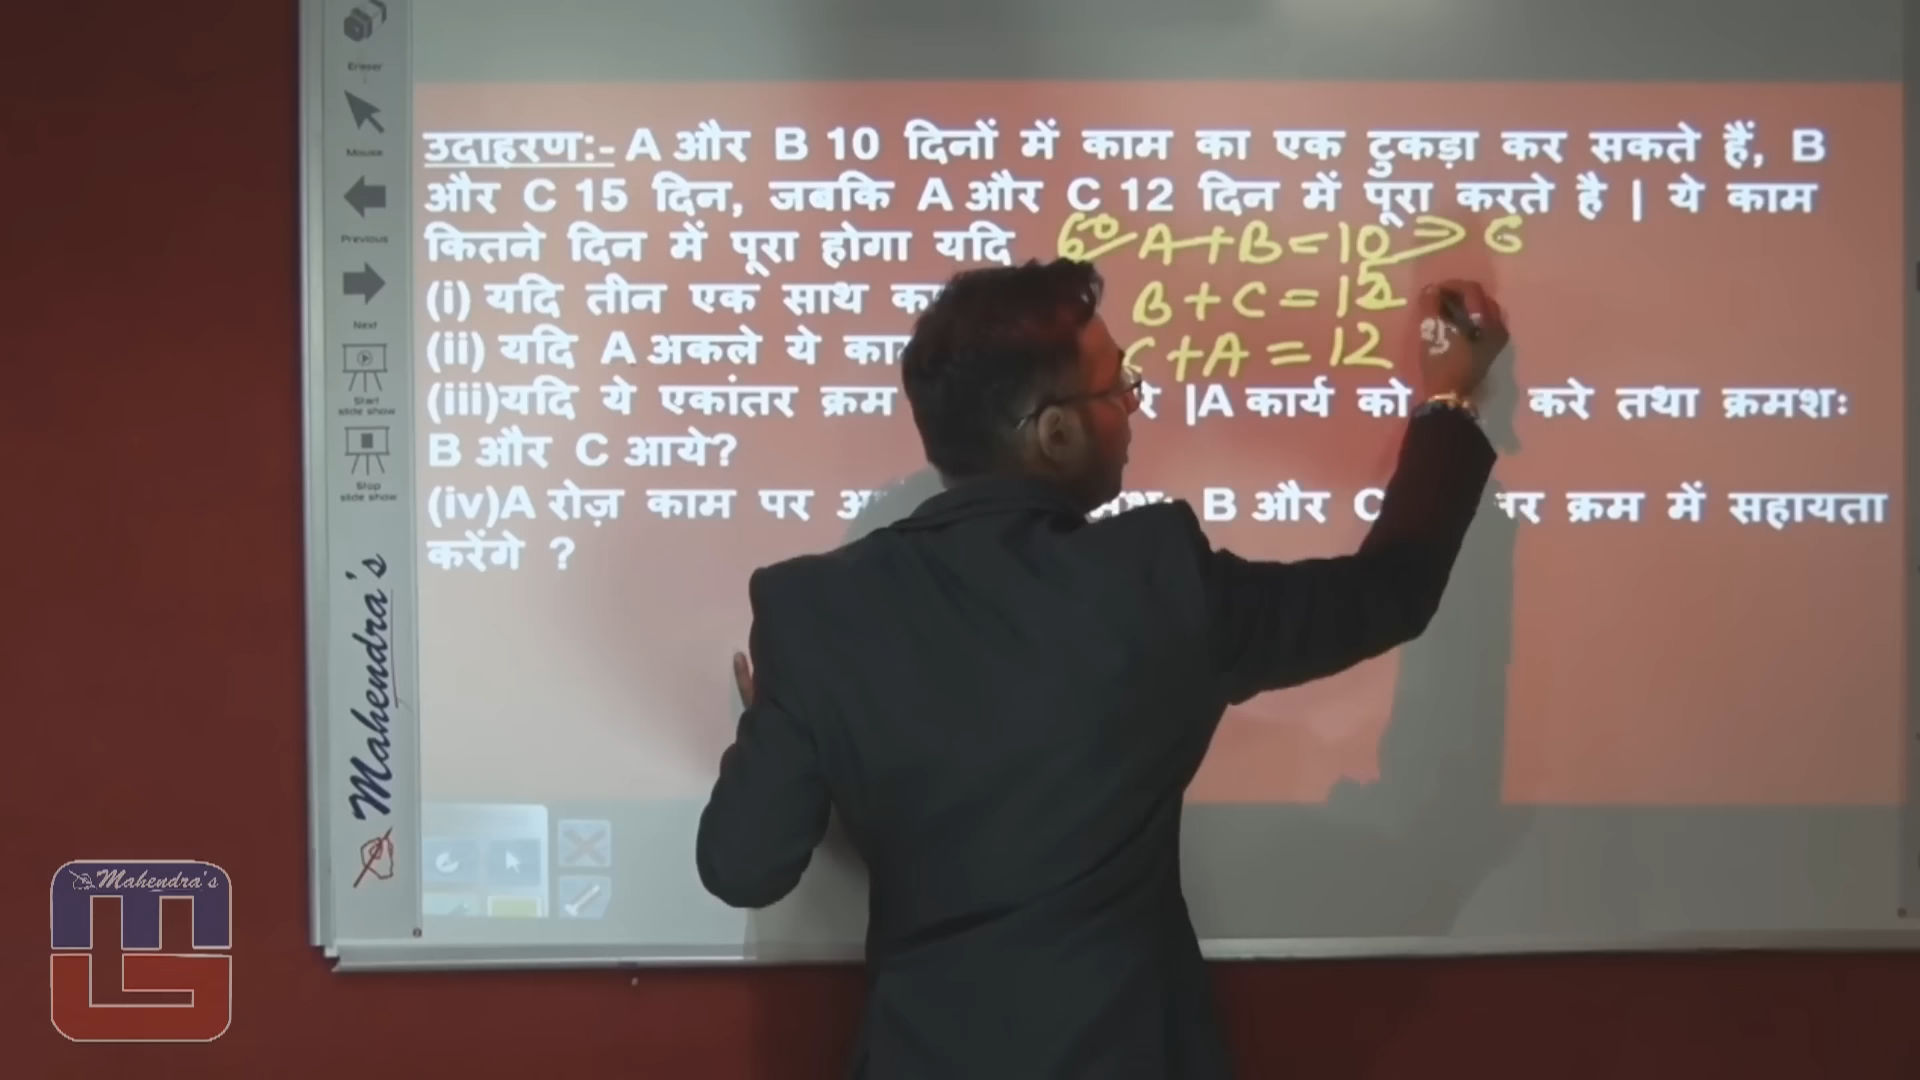 Eraser
Mouse
Previous
Next
Start
slide show
Stop
slide show
Mahendra's
उदाहरण:- A और B 10 दिनों में काम का एक टुकड़ा कर सकते हैं, B
और C 15 दिन, जबकि A और C 12 दिन में पूरा करते है | ये काम
कितने दिन में पूरा होगा यदि
(i) यदि तीन एक साथ
(ii) यदि A अकले ये
(iii)यदि ये एकांतर क्रम |A कार्य को करे तथा क्रमशः
B और C आये?
(iv)A रोज़ काम पर B और C क्रम में सहायता
करेंगे ?
60 A+B=10 > 6
B+C=15
C+A=12
Mahendra's